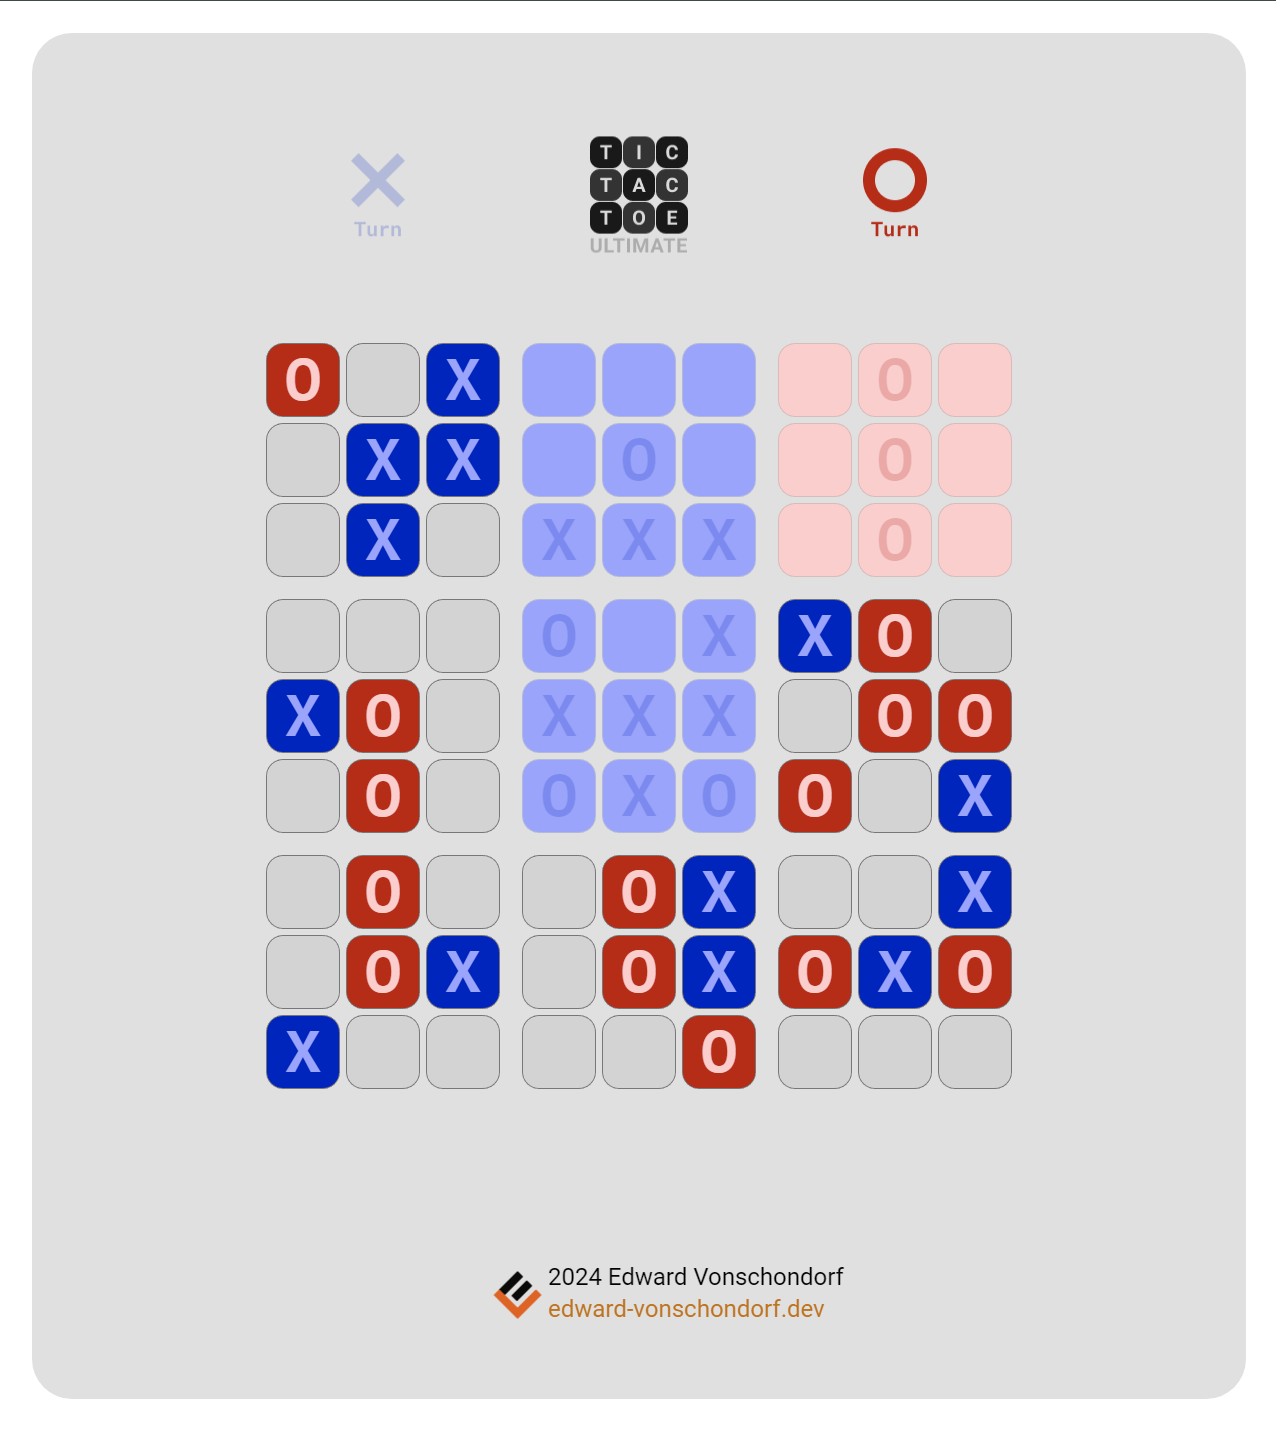 T I C
T A C
T O E
ULTIMATE
Turn
Turn
O X O
X X O O
X X X X O
O X X O
X O X X X O O
O O X O O X
O O X X
O X O X O X O
X O
2024 Edward Vonschondorf
edward-vonschondorf.dev